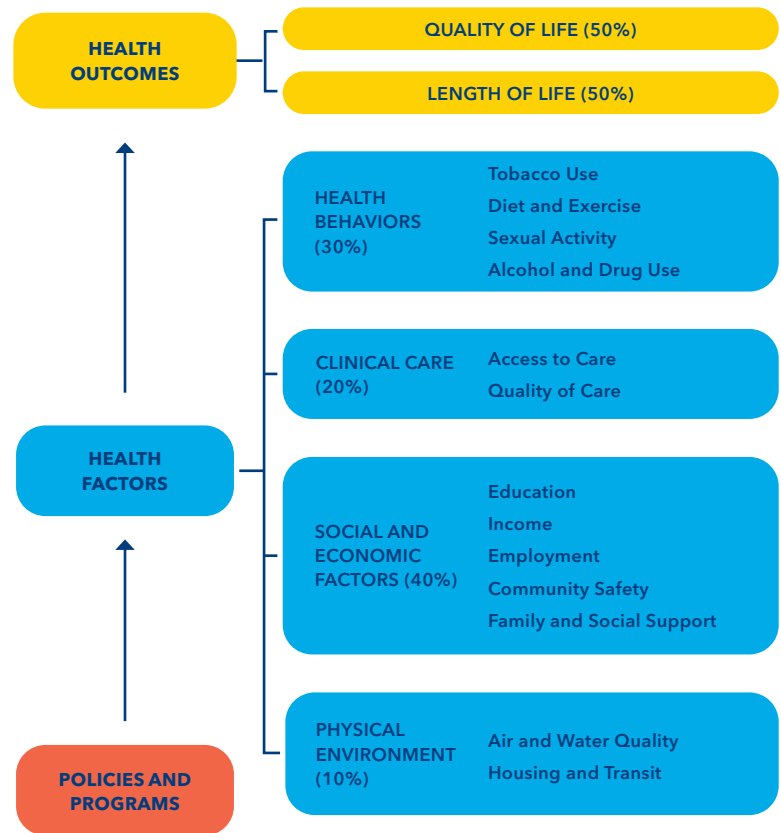 HEALTH
OUTCOMES
QUALITY OF LIFE (50%)
LENGTH OF LIFE (50%)
HEALTH
BEHAVIORS
(30%)
Tobacco Use
Diet and Exercise
Sexual Activity
Alcohol and Drug Use
CLINICAL CARE
(20%)
Access to Care
Quality of Care
HEALTH
FACTORS
SOCIAL AND
ECONOMIC
FACTORS (40%)
Education
Income
Employment
Community Safety
Family and Social Support
PHYSICAL
ENVIRONMENT
(10%)
Air and Water Quality
Housing and Transit
POLICIES AND
PROGRAMS